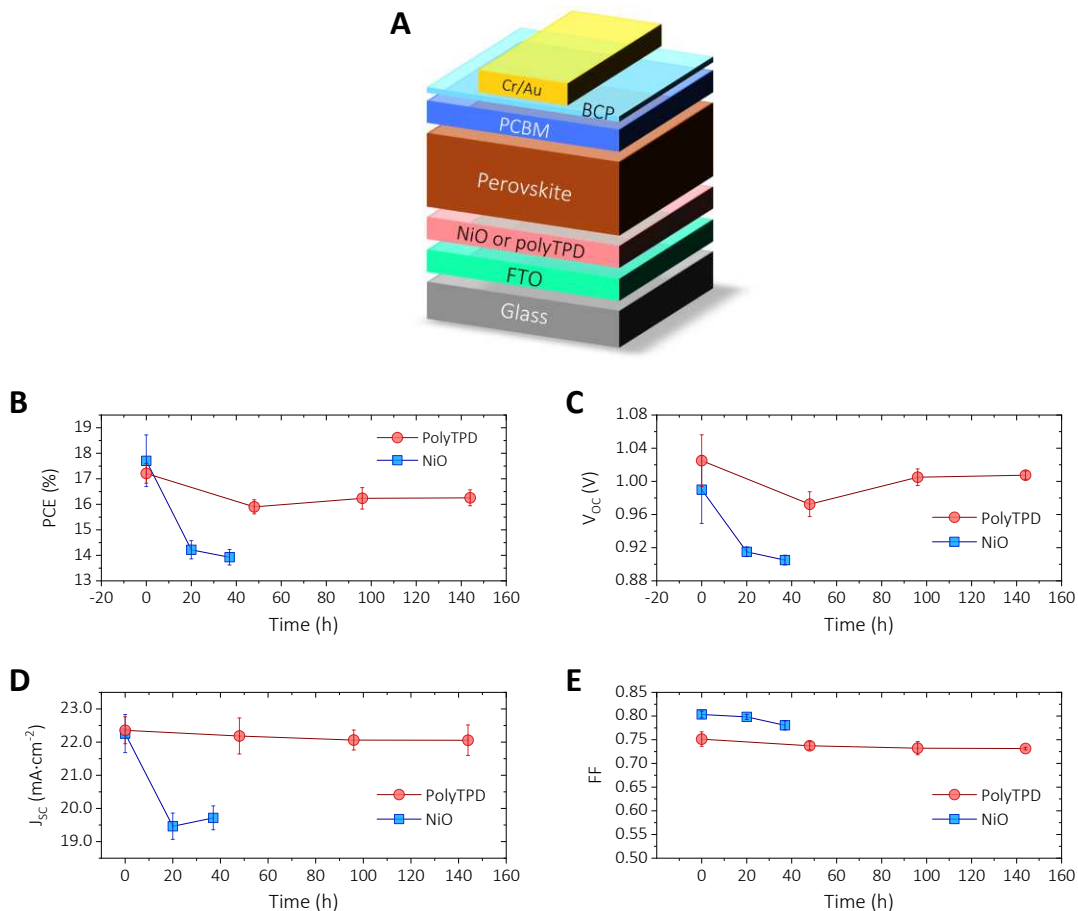 A
Cr/Au
BCP
PCBM
Perovskite
NiO or polyTPD
FTO
Glass
B
19
18
17
16
15
14
13
PCE (%)
PolyTPD
NiO
-20 0 20 40 60 80 100 120 140 160
Time (h)
C
1.08
1.04
1.00
0.96
0.92
0.88
V_OC (V)
PolyTPD
NiO
-20 0 20 40 60 80 100 120 140 160
Time (h)
D
23.0
22.0
21.0
20.0
19.0
J_SC (mA·cm⁻²)
PolyTPD
NiO
0 20 40 60 80 100 120 140 160
Time (h)
E
0.85
0.80
0.75
0.70
0.65
0.60
0.55
0.50
FF
PolyTPD
NiO
0 20 40 60 80 100 120 140 160
Time (h)